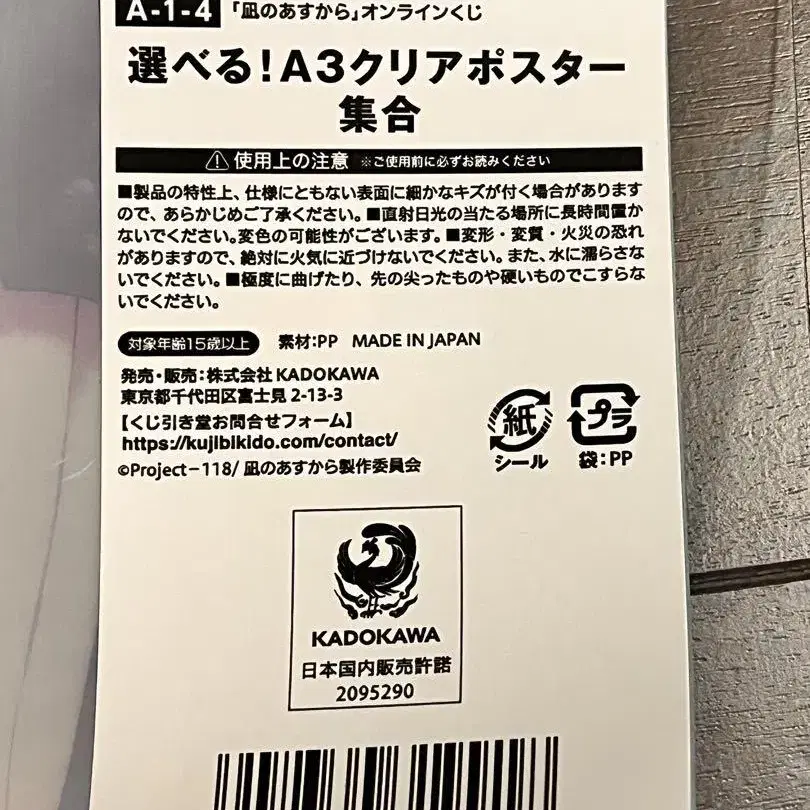 A-1-4 「凪のあすから」オンラインくじ
選べる！A3クリアポスター
集合
使用上の注意 ※ご使用前に必ずお読みください
■製品の特性上、仕様にともない表面に細かなキズが付く場合があります
ので、あらかじめご了承ください。■直射日光の当たる場所に長時間置か
ないでください。変色の可能性がございます。■変形・変質・火災の恐れ
がありますので、絶対に火気に近づけないでください。また、水に濡らさな
いでください。■極度に曲げたり、先の尖ったものや硬いものでこすらな
いでください。
対象年齢15歳以上 素材：PP MADE IN JAPAN
発売・販売：株式会社 KADOKAWA
東京都千代田区富士見 2-13-3
【くじ引き堂お問合せフォーム】
https://kujibikido.com/contact/
©Project－118/ 凪のあすから製作委員会
紙
シール
プラ
袋：PP
KADOKAWA
日本国内販売許諾
2095290